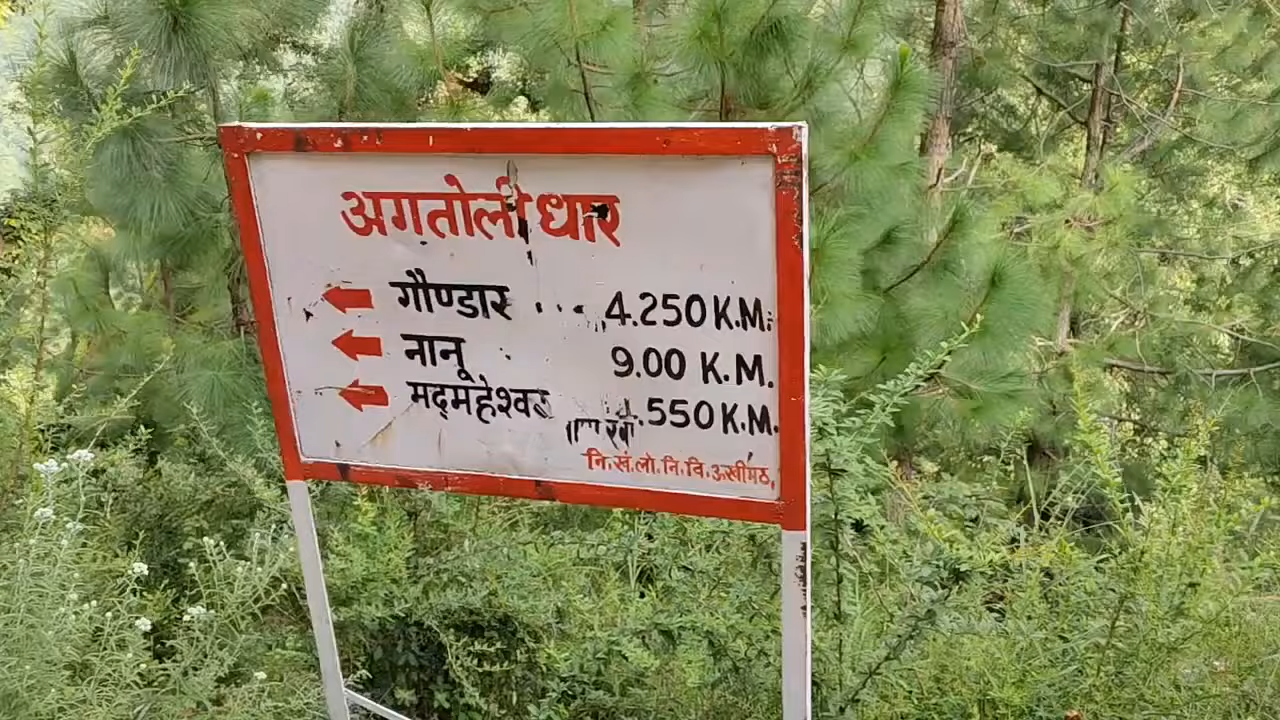 अगतोली धार
गौण्डार ... 4.250 K.M.
नानू 9.00 K.M.
मद्महेश्वर .550 K.M.
नि.खं.लो.नि.वि.ऊखीमठ